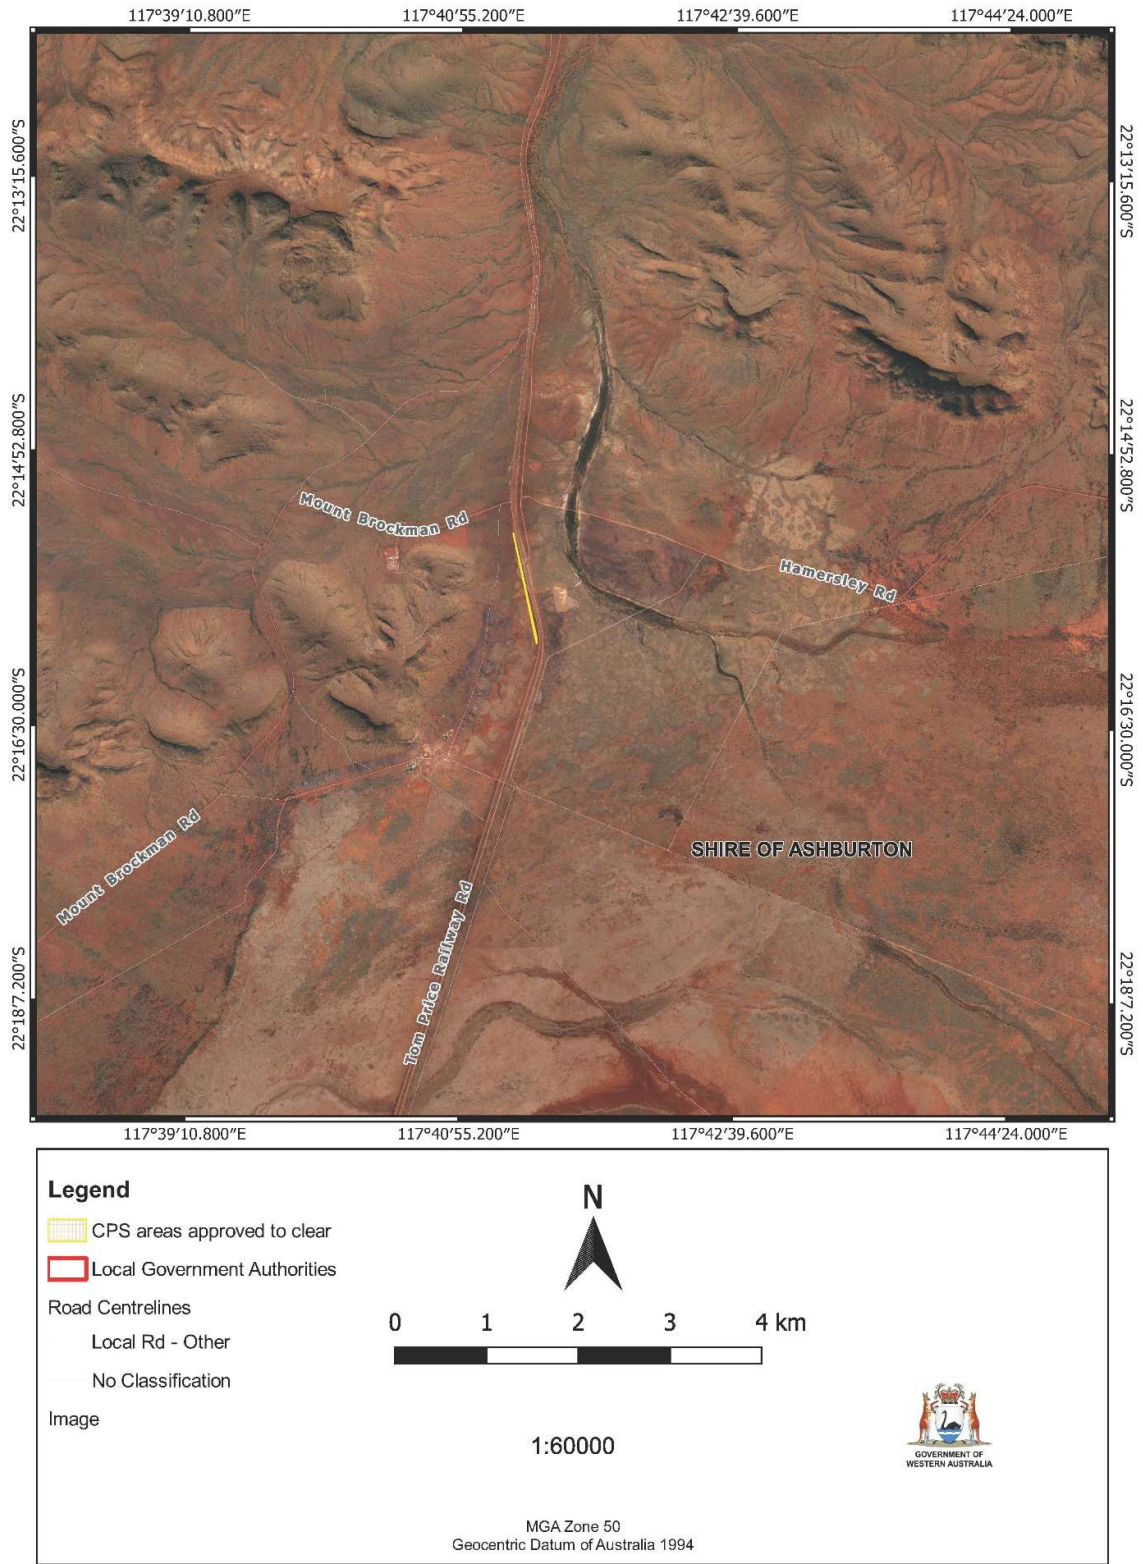 117°39'10.800"E 117°40'55.200"E 117°42'39.600"E 117°44'24.000"E
22°13'15.600"S
22°13'15.600"S
22°14'52.800"S
22°14'52.800"S
Mount Brockman Rd
Hamersley Rd
22°16'30.000"S
22°16'30.000"S
Mount Brockman Rd
SHIRE OF ASHBURTON
Tom Price Railway Rd
22°18'7.200"S
22°18'7.200"S
117°39'10.800"E 117°40'55.200"E 117°42'39.600"E 117°44'24.000"E
Legend
CPS areas approved to clear
Local Government Authorities
Road Centrelines
Local Rd - Other
No Classification
Image
N
0 1 2 3 4 km
1:60000
GOVERNMENT OF
WESTERN AUSTRALIA
MGA Zone 50
Geocentric Datum of Australia 1994